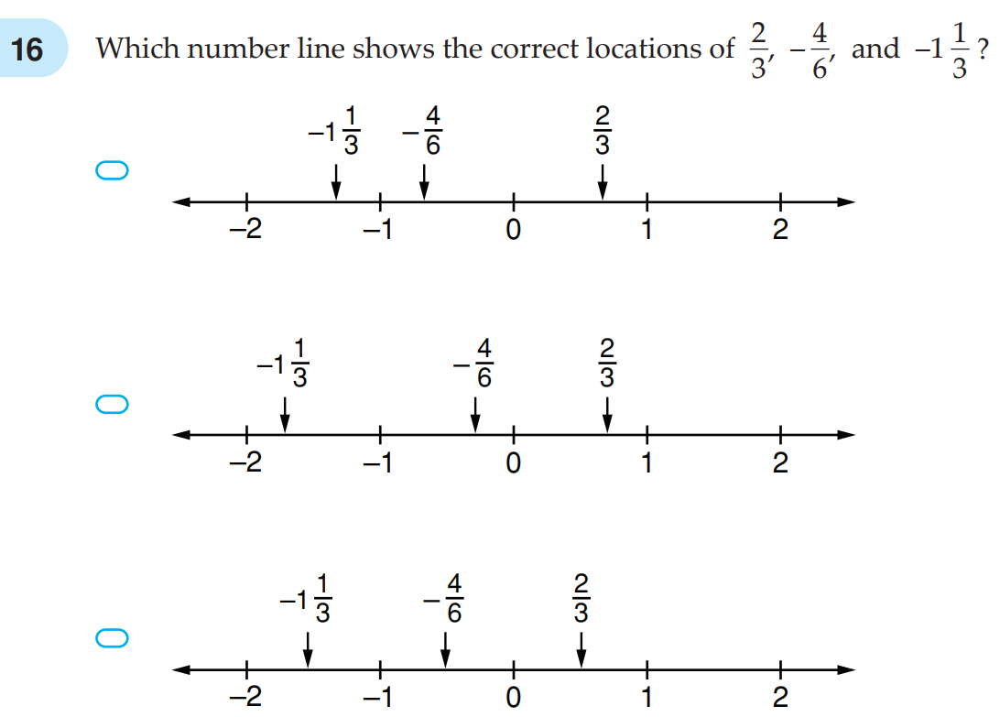 16 Which number line shows the correct locations of 2/3, –4/6, and –1 1/3 ?
–1 1/3 –4/6 2/3
–2 –1 0 1 2
–1 1/3 –4/6 2/3
–2 –1 0 1 2
–1 1/3 –4/6 2/3
–2 –1 0 1 2